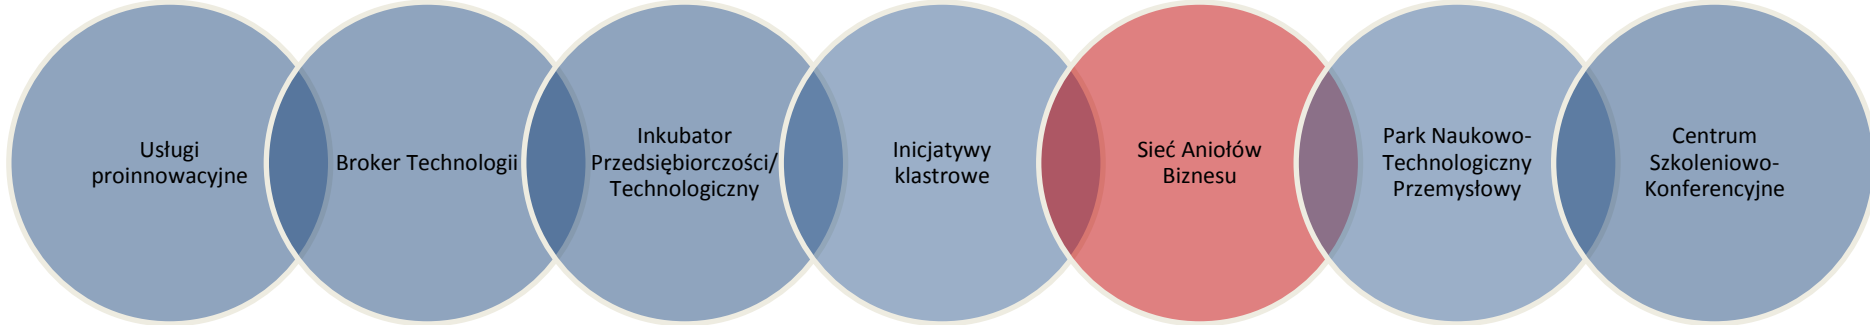 Usługi
proinnowacyjne
Broker Technologii
Inkubator
Przedsiębiorczości/
Technologiczny
Inicjatywy
klastrowe
Sieć Aniołów
Biznesu
Park Naukowo-
Technologiczny
Przemysłowy
Centrum
Szkoleniowo-
Konferencyjne